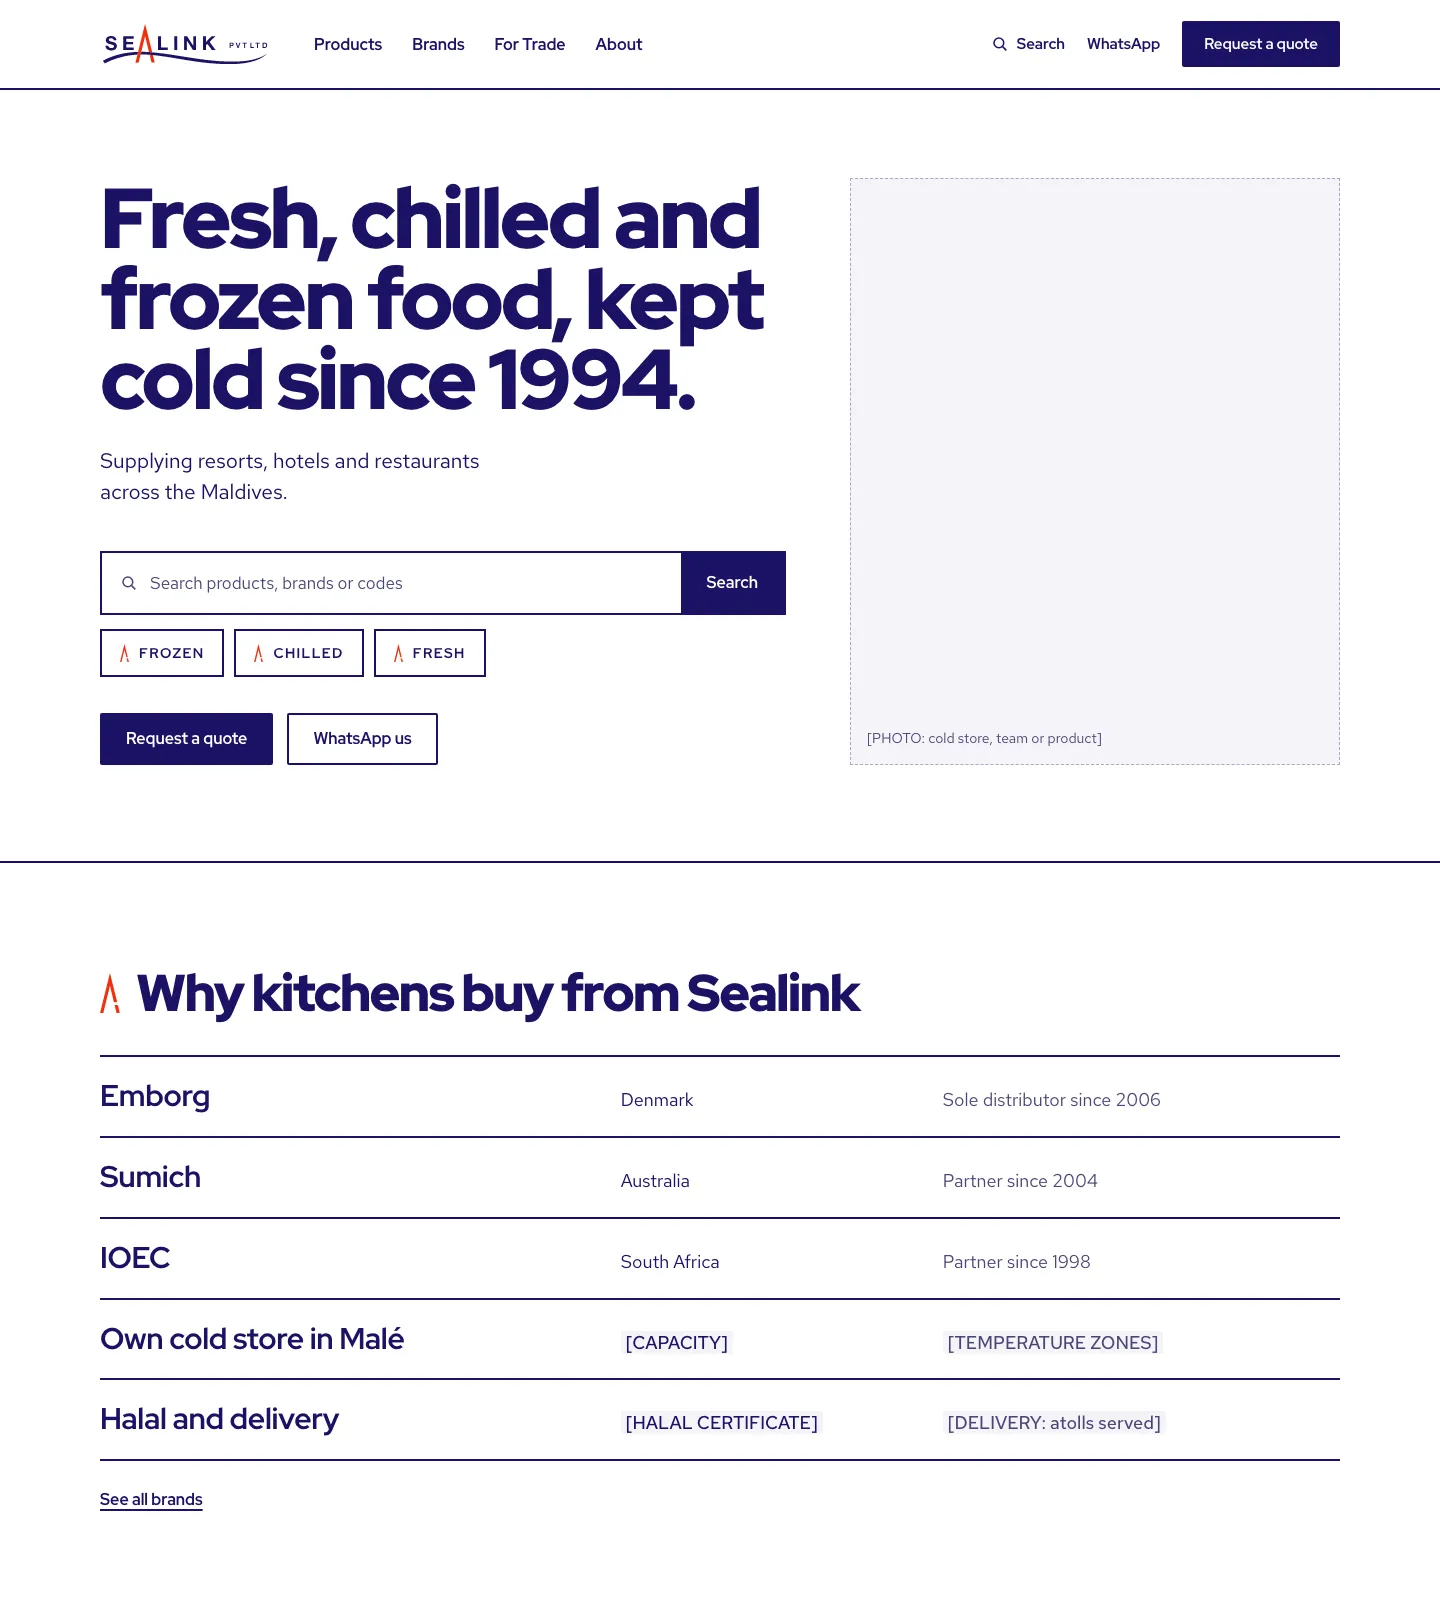 SEALINK PVT LTD
Products
Brands
For Trade
About
Search
WhatsApp
Request a quote
Fresh, chilled and
frozen food, kept
cold since 1994.
Supplying resorts, hotels and restaurants
across the Maldives.
Search products, brands or codes
Search
FROZEN
CHILLED
FRESH
Request a quote
WhatsApp us
[PHOTO: cold store, team or product]
Why kitchens buy from Sealink
Emborg
Denmark
Sole distributor since 2006
Sumich
Australia
Partner since 2004
IOEC
South Africa
Partner since 1998
Own cold store in Malé
[CAPACITY]
[TEMPERATURE ZONES]
Halal and delivery
[HALAL CERTIFICATE]
[DELIVERY: atolls served]
See all brands